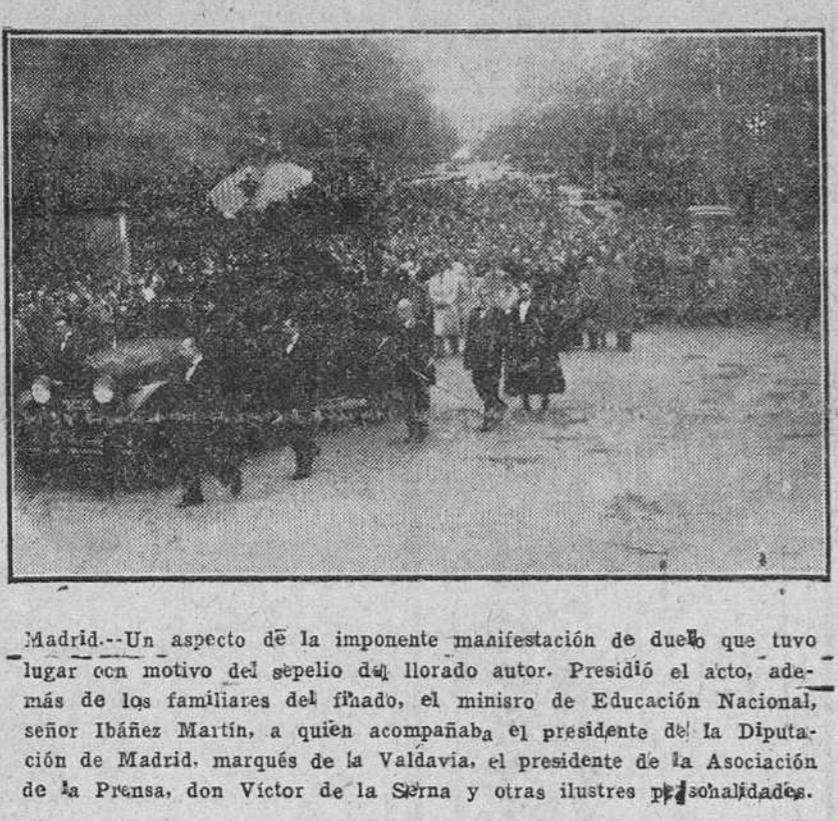 Madrid.--Un aspecto de la imponente manifestación de duelo que tuvo
lugar ocn motivo del sepelio del llorado autor. Presidió el acto, ade-
más de los familiares del finado, el minisro de Educación Nacional,
señor Ibáñez Martín, a quien acompañaba el presidente de la Diputa-
ción de Madrid, marqués de la Valdavia, el presidente de la Asociación
de la Prensa, don Víctor de la Serna y otras ilustres personalidades.